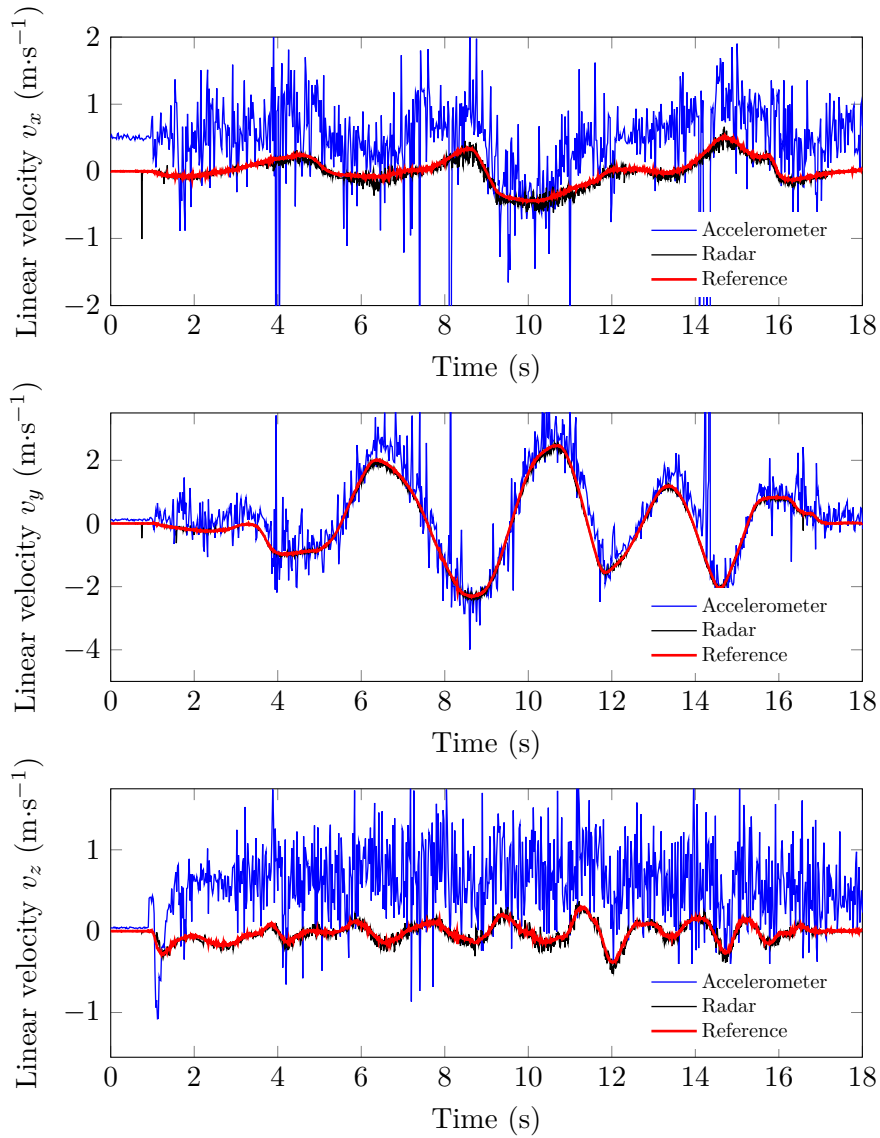 Linear velocity v_x (m·s⁻¹)
2
1
0
−1
−2
Accelerometer
Radar
Reference
0 2 4 6 8 10 12 14 16 18
Time (s)
Linear velocity v_y (m·s⁻¹)
2
0
−2
−4
Accelerometer
Radar
Reference
0 2 4 6 8 10 12 14 16 18
Time (s)
Linear velocity v_z (m·s⁻¹)
1
0
−1
Accelerometer
Radar
Reference
0 2 4 6 8 10 12 14 16 18
Time (s)